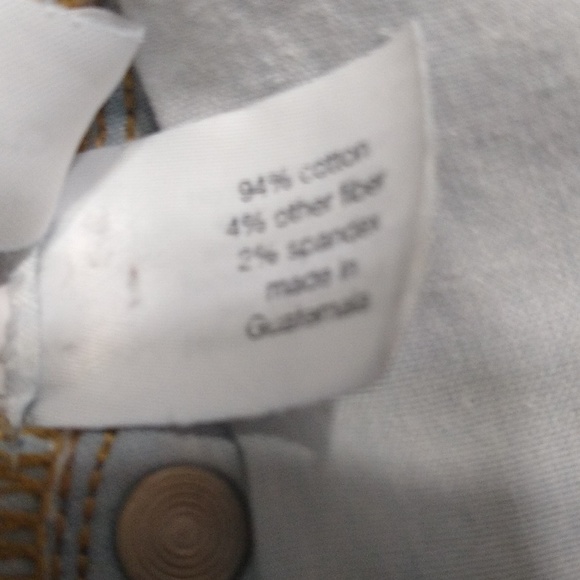 94% cotton
4% other fiber
2% spandex
made in
Guatemala